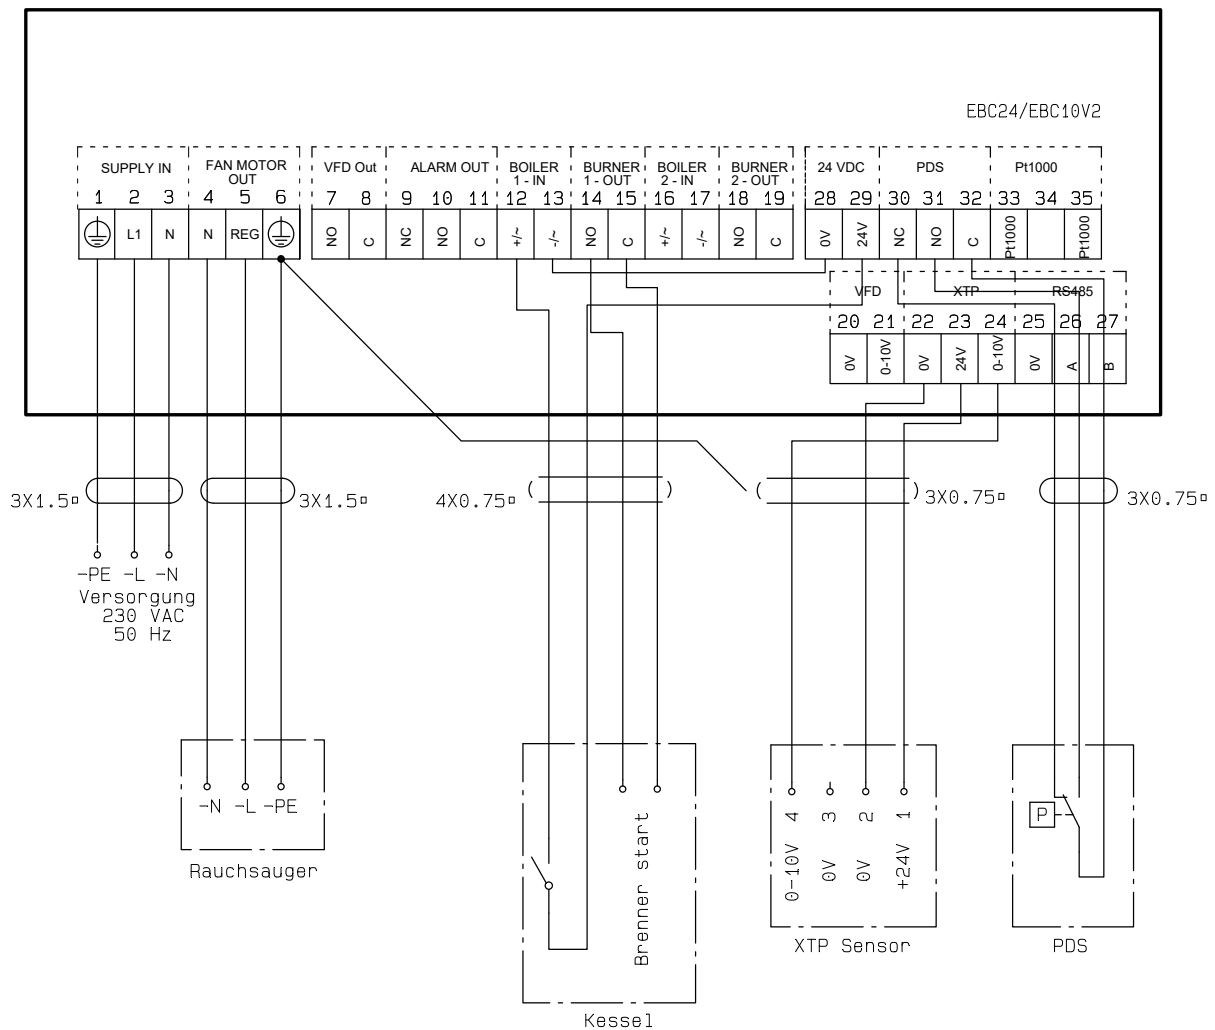 EBC24/EBC10V2
SUPPLY IN
FAN MOTOR
OUT
VFD Out
ALARM OUT
BOILER
1 - IN
BURNER
1 - OUT
BOILER
2 - IN
BURNER
2 - OUT
24 VDC
PDS
Pt1000
1 2 3 4 5 6 7 8 9 10 11 12 13 14 15 16 17 18 19 28 29 30 31 32 33 34 35
L1 N N REG NO C NC NO C +/~ -/~ NO C +/~ -/~ NO C 0V 24V NC NO C Pt1000 Pt1000
VFD XTP RS485
20 21 22 23 24 25 26 27
0V 0-10V 0V 24V 0-10V 0V A B
3X1.5▫ 3X1.5▫ 4X0.75▫ 3X0.75▫ 3X0.75▫
-PE -L -N
Versorgung
230 VAC
50 Hz
-N -L -PE
Rauchsauger
Brenner start
Kessel
4 3 2 1
0-10V 0V 0V +24V
XTP Sensor
P
PDS